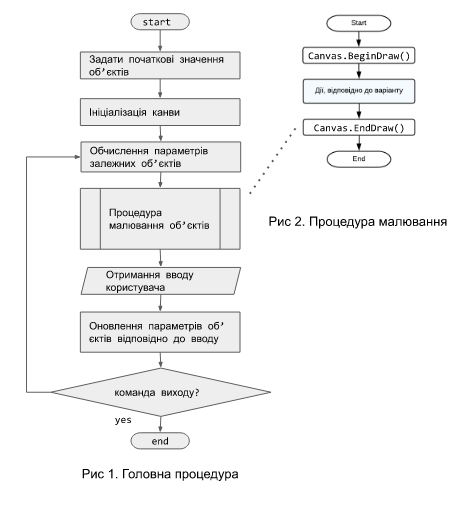 start
Задати початкові значення
об'єктів
Ініціалізація канви
Обчислення параметрів
залежних об'єктів
Процедура
малювання об'єктів
Отримання вводу
користувача
Оновлення параметрів об'
єктів відповідно до вводу
команда виходу?
yes
end
Рис 1. Головна процедура
Start
Canvas.BeginDraw()
Дії, відповідно до варіанту
Canvas.EndDraw()
End
Рис 2. Процедура малювання